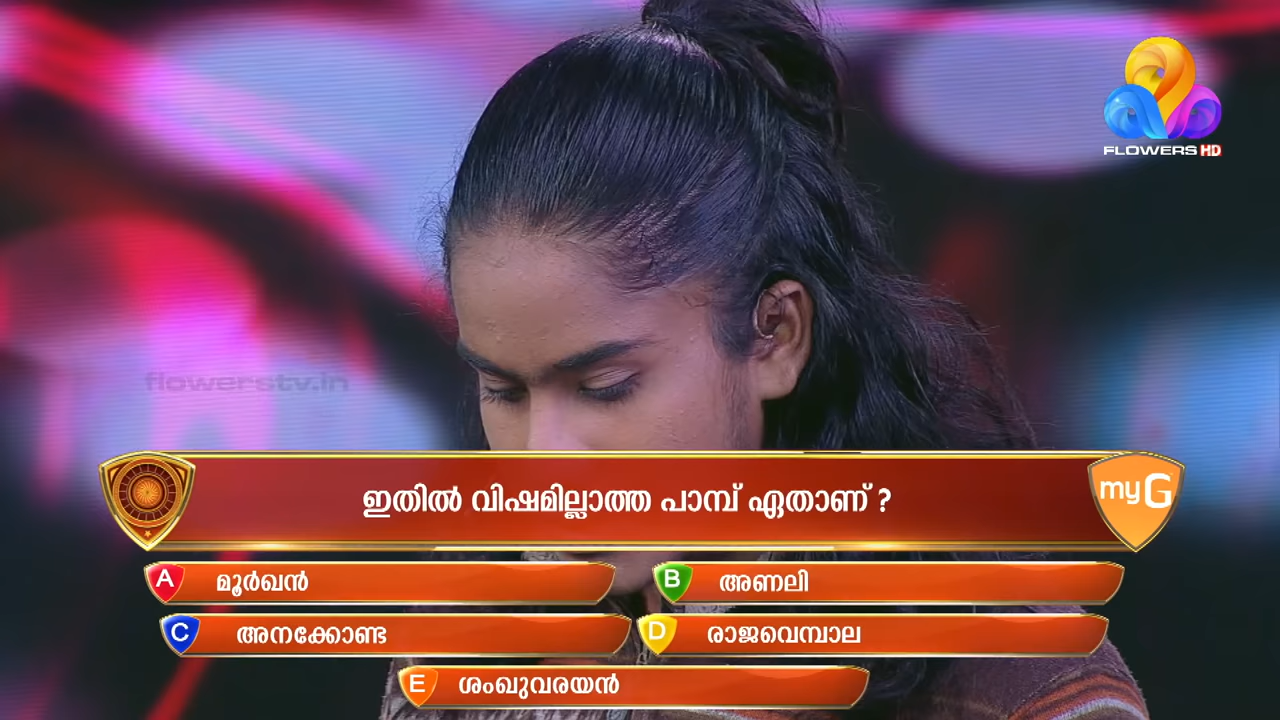 FLOWERS HD
flowerstv.in
ഇതിൽ വിഷമില്ലാത്ത പാമ്പ് ഏതാണ് ?
myG
A മൂർഖൻ
B അണലി
C അനക്കോണ്ട
D രാജവെമ്പാല
E ശംഖുവരയൻ